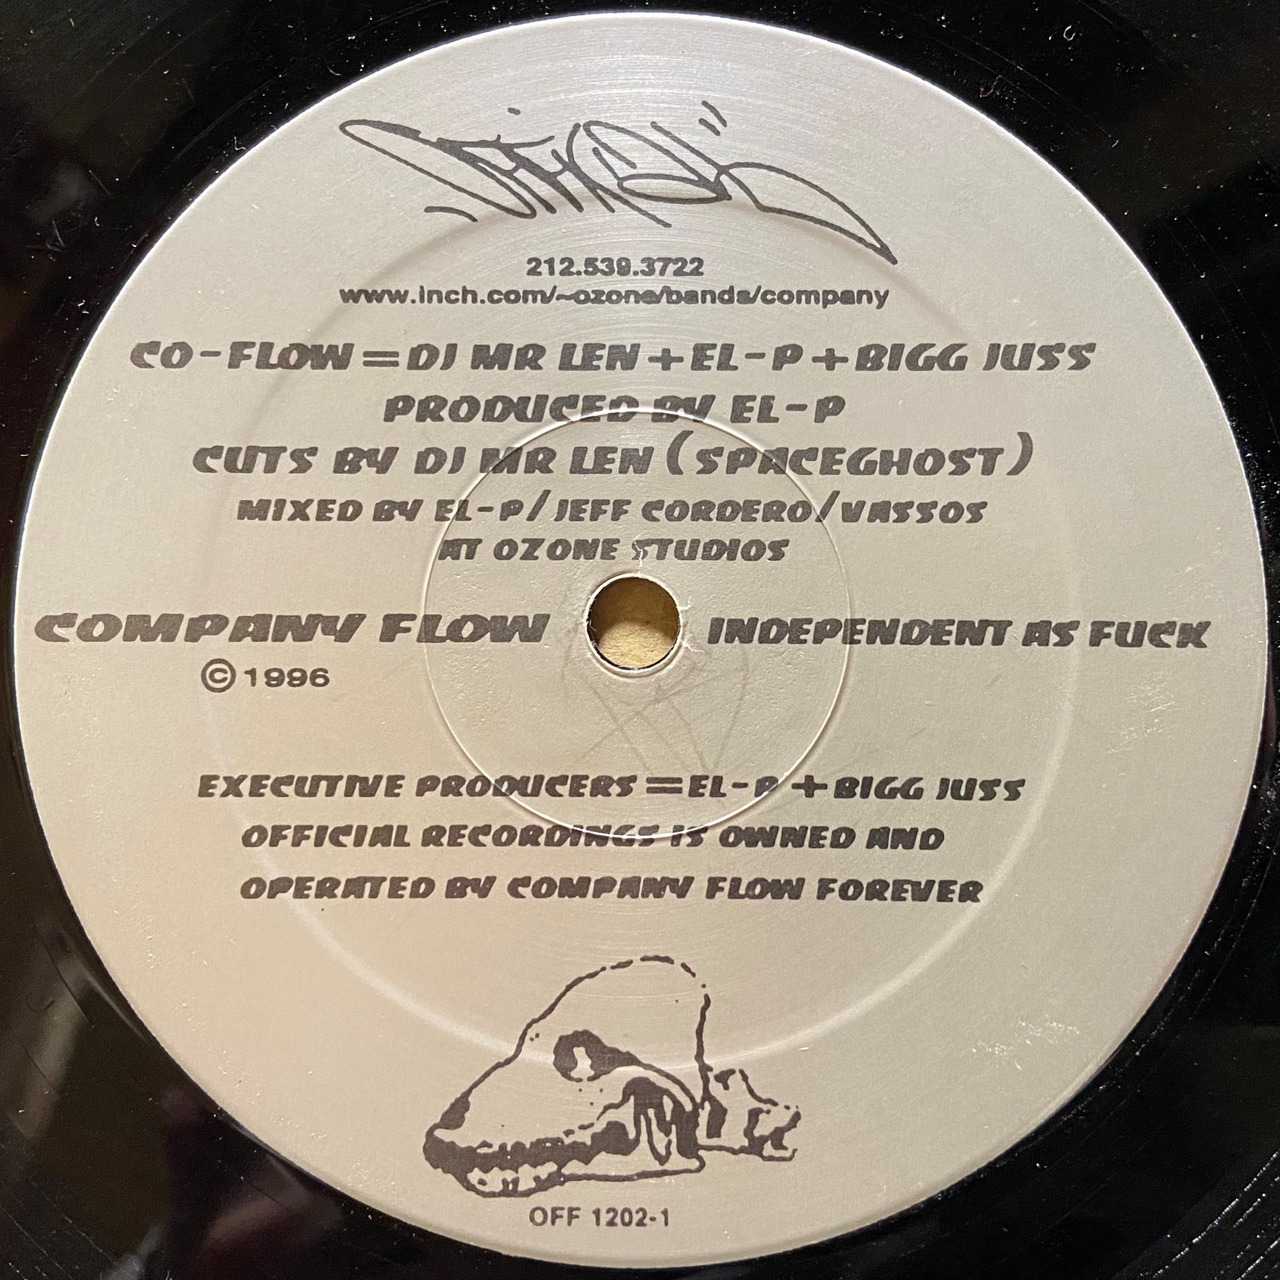 212.539.3722
www.inch.com/~ozone/bands/company
CO-FLOW=DJ MR LEN+EL-P+BIGG JUSS
PRODUCED BY EL-P
CUTS BY DJ MR LEN (SPACEGHOST)
MIXED BY EL-P/JEFF CORDERO/VASSOS
AT OZONE STUDIOS
COMPANY FLOW INDEPENDENT AS FUCK
©1996
EXECUTIVE PRODUCERS=EL-P+BIGG JUSS
OFFICIAL RECORDINGS IS OWNED AND
OPERATED BY COMPANY FLOW FOREVER
OFF 1202-1